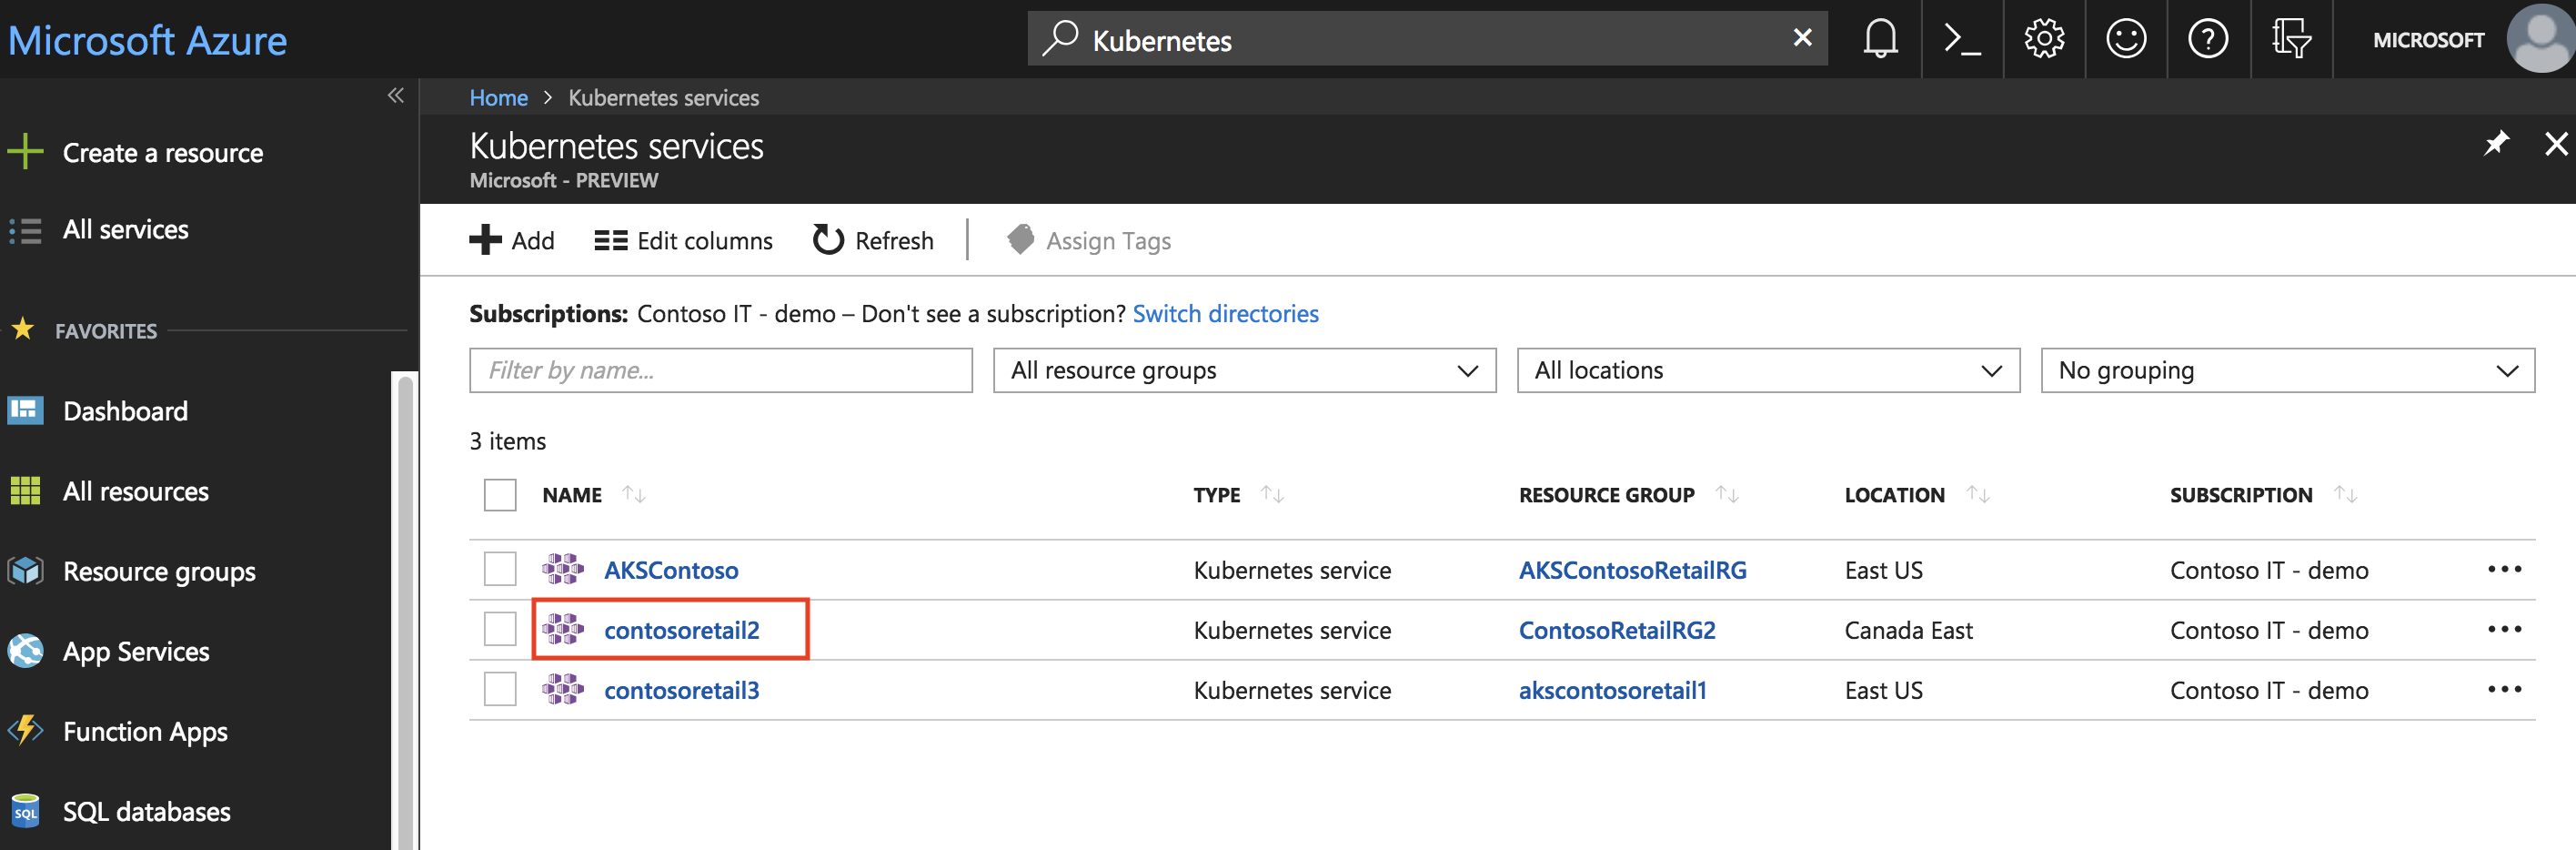 Microsoft Azure
Kubernetes
MICROSOFT
Home > Kubernetes services
Create a resource
All services
FAVORITES
Dashboard
All resources
Resource groups
App Services
Function Apps
SQL
SQL databases
Kubernetes services
Microsoft - PREVIEW
Add Edit columns Refresh Assign Tags
Subscriptions: Contoso IT - demo – Don't see a subscription? Switch directories
Filter by name... All resource groups All locations No grouping
3 items
NAME TYPE RESOURCE GROUP LOCATION SUBSCRIPTION
AKSContoso Kubernetes service AKSContosoRetailRG East US Contoso IT - demo
contosoretail2 Kubernetes service ContosoRetailRG2 Canada East Contoso IT - demo
contosoretail3 Kubernetes service akscontosoretail1 East US Contoso IT - demo